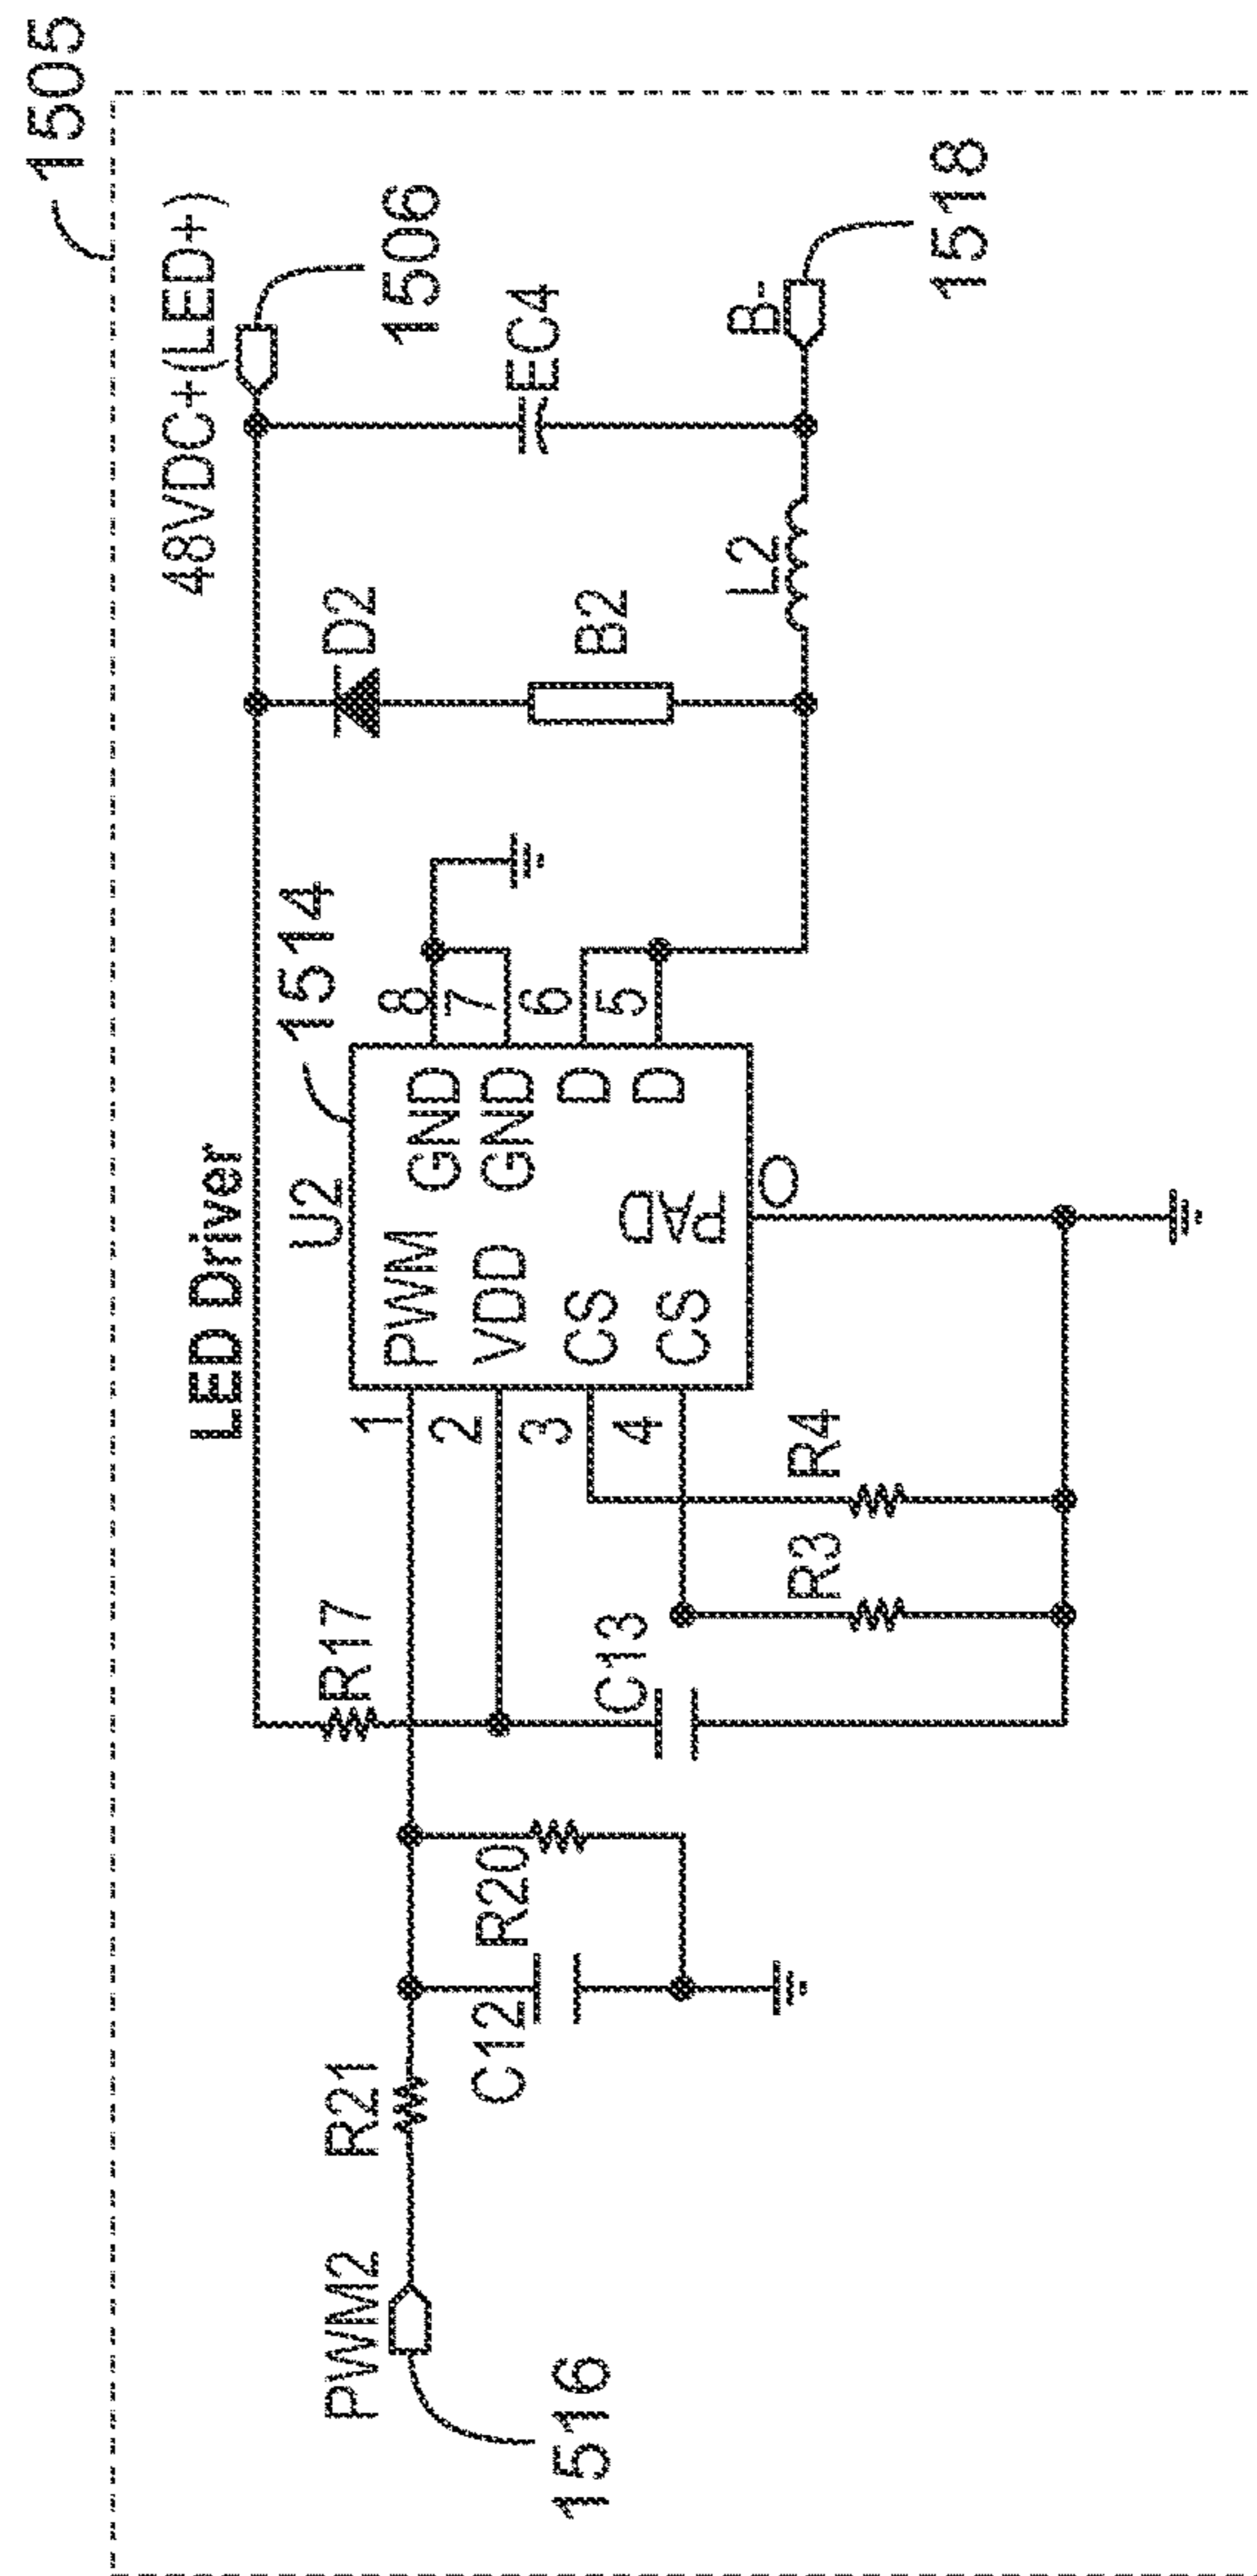 1505
48VDC+(LED+)
1506
LED Driver
D2
EC4
B2
L2
B-
1518
U2
1514
PWM
VDD
CS
CS
GND
GND
D
D
PAD
1
2
3
4
8
7
6
5
0
R17
C13
R3
R4
PWM2
1516
R21
C12
R20